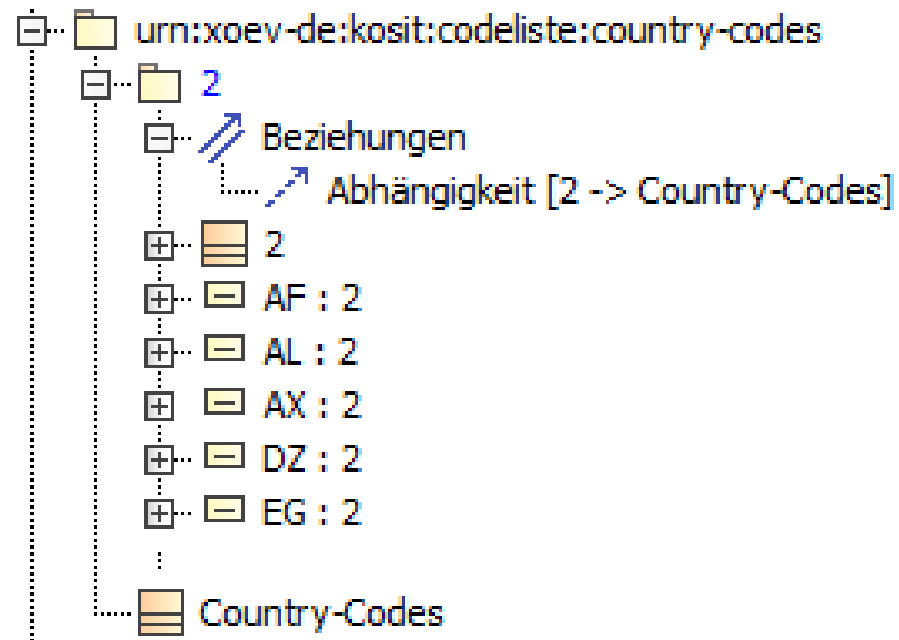 urn:xoev-de:kosit:codeliste:country-codes
2
Beziehungen
Abhängigkeit [2 -> Country-Codes]
2
AF : 2
AL : 2
AX : 2
DZ : 2
EG : 2
Country-Codes